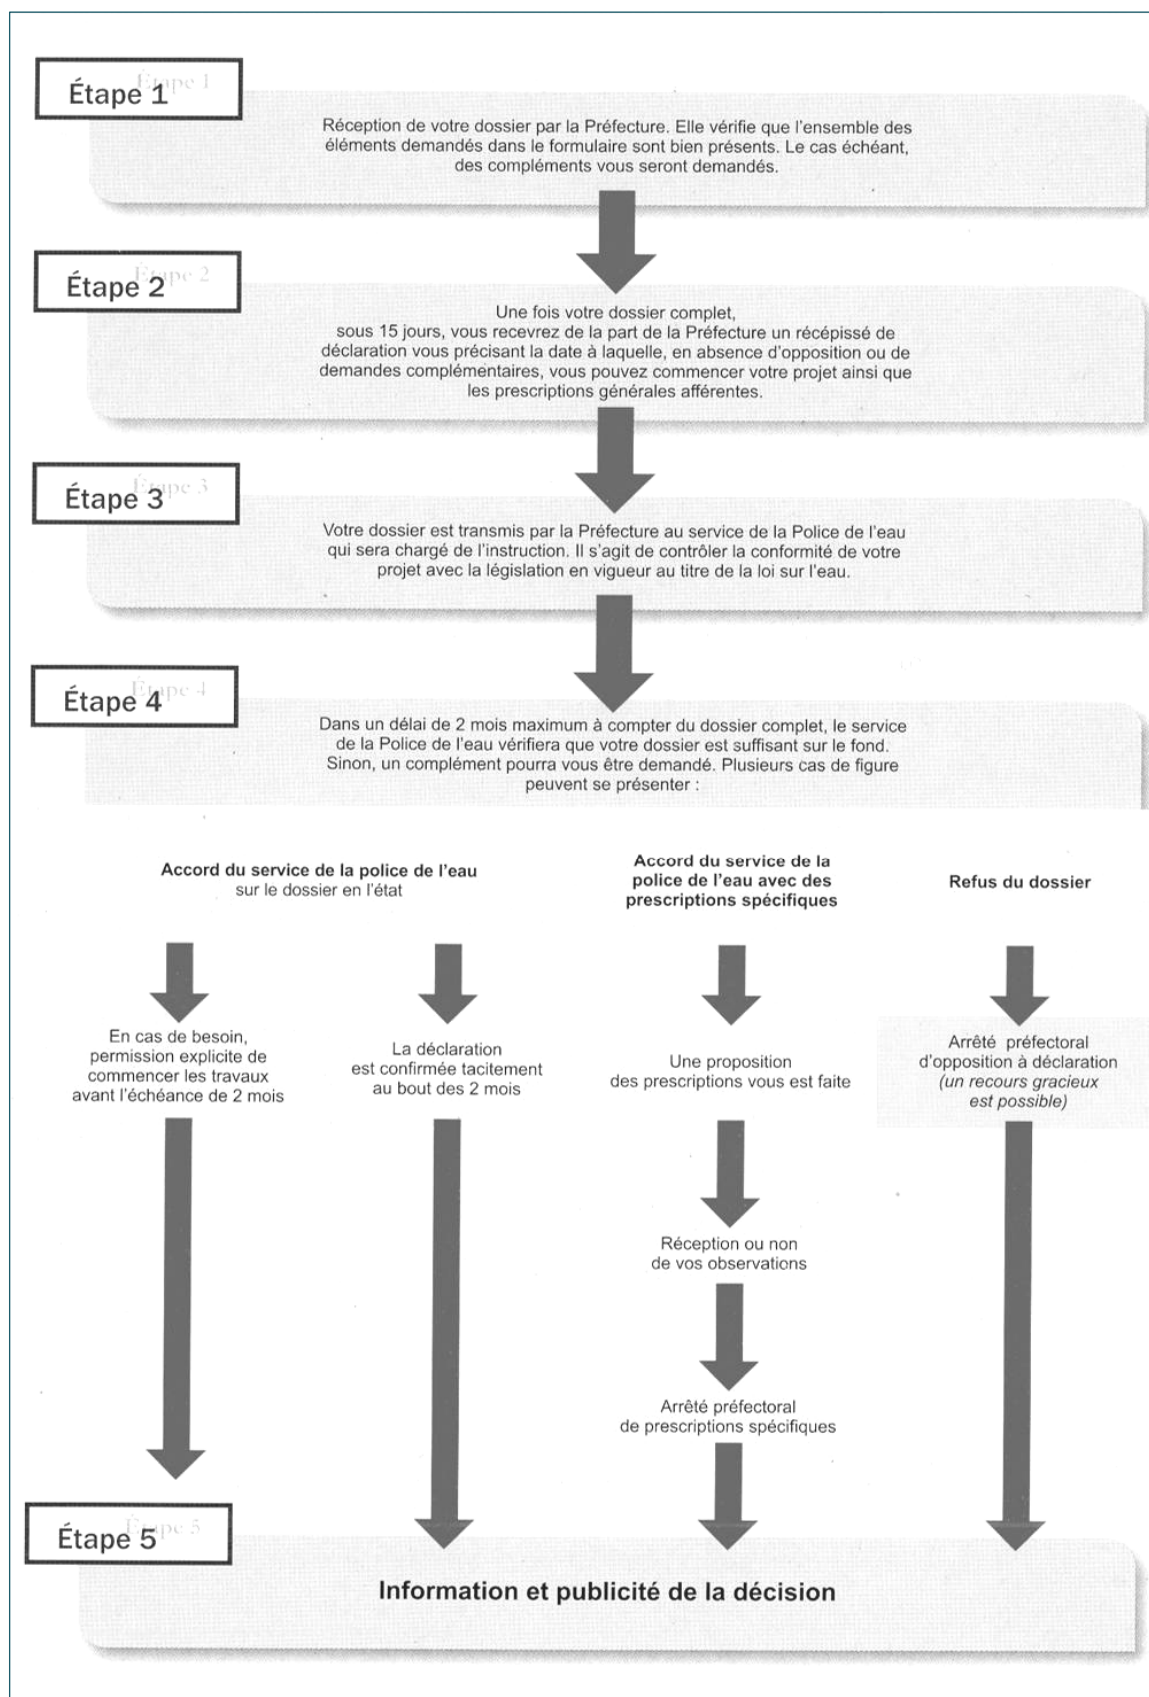 Étape 1
Réception de votre dossier par la Préfecture. Elle vérifie que l'ensemble des
éléments demandés dans le formulaire sont bien présents. Le cas échéant,
des compléments vous seront demandés.
Étape 2
Une fois votre dossier complet,
sous 15 jours, vous recevrez de la part de la Préfecture un récépissé de
déclaration vous précisant la date à laquelle, en absence d'opposition ou de
demandes complémentaires, vous pouvez commencer votre projet ainsi que
les prescriptions générales afférentes.
Étape 3
Votre dossier est transmis par la Préfecture au service de la Police de l'eau
qui sera chargé de l'instruction. Il s'agit de contrôler la conformité de votre
projet avec la législation en vigueur au titre de la loi sur l'eau.
Étape 4
Dans un délai de 2 mois maximum à compter du dossier complet, le service
de la Police de l'eau vérifiera que votre dossier est suffisant sur le fond.
Sinon, un complément pourra vous être demandé. Plusieurs cas de figure
peuvent se présenter :
Accord du service de la police de l'eau
sur le dossier en l'état
En cas de besoin,
permission explicite de
commencer les travaux
avant l'échéance de 2 mois
La déclaration
est confirmée tacitement
au bout des 2 mois
Accord du service de la
police de l'eau avec des
prescriptions spécifiques
Une proposition
des prescriptions vous est faite
Réception ou non
de vos observations
Arrêté préfectoral
de prescriptions spécifiques
Refus du dossier
Arrêté préfectoral
d'opposition à déclaration
(un recours gracieux
est possible)
Étape 5
Information et publicité de la décision